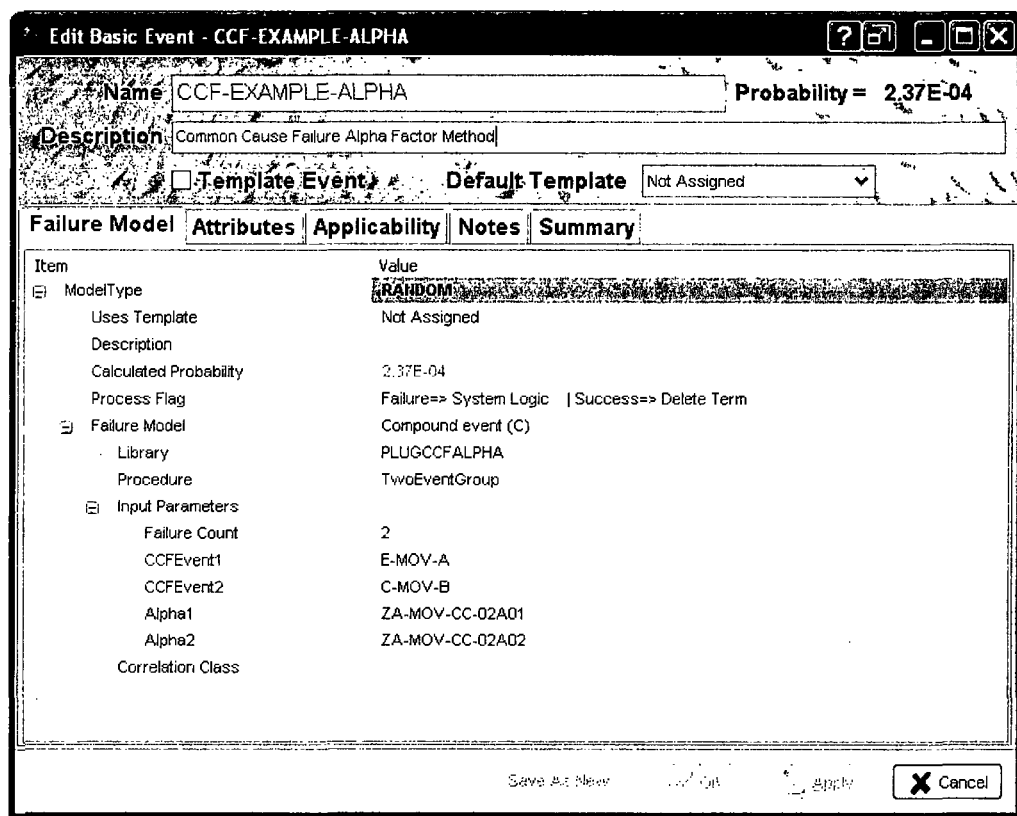 Edit Basic Event - CCF-EXAMPLE-ALPHA
Name CCF-EXAMPLE-ALPHA Probability = 2.37E-04
Description Common Cause Failure Alpha Factor Method
Template Event Default Template Not Assigned
Failure Model Attributes Applicability Notes Summary
Item Value
ModelType RANDOM
Uses Template Not Assigned
Description
Calculated Probability 2.37E-04
Process Flag Failure=> System Logic | Success=> Delete Term
Failure Model Compound event (C)
Library PLUGCCFALPHA
Procedure TwoEventGroup
Input Parameters
Failure Count 2
CCFEvent1 E-MOV-A
CCFEvent2 C-MOV-B
Alpha1 ZA-MOV-CC-02A01
Alpha2 ZA-MOV-CC-02A02
Correlation Class
Save As New Apply Cancel